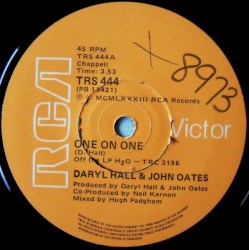 RCA
Victor
45 RPM
TRS 444A
Chappell
Time: 3.53
TRS 444
(PB 13421)
℗ MCMLXXXIII RCA Records
x 8973
ONE ON ONE
(D. Hall)
Off the LP H2O - TRC 3196
DARYL HALL & JOHN OATES
Produced by Daryl Hall & John Oates
Co-Produced by Neil Kernon
Mixed by Hugh Padgham